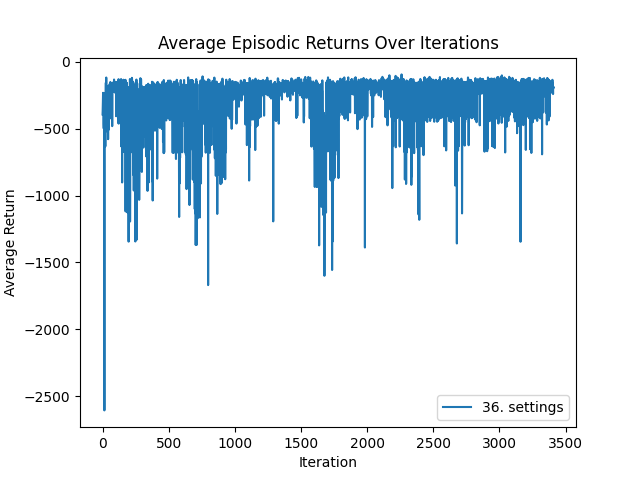 Average Episodic Returns Over Iterations
Average Return
0
−500
−1000
−1500
−2000
−2500
36. settings
0 500 1000 1500 2000 2500 3000 3500
Iteration